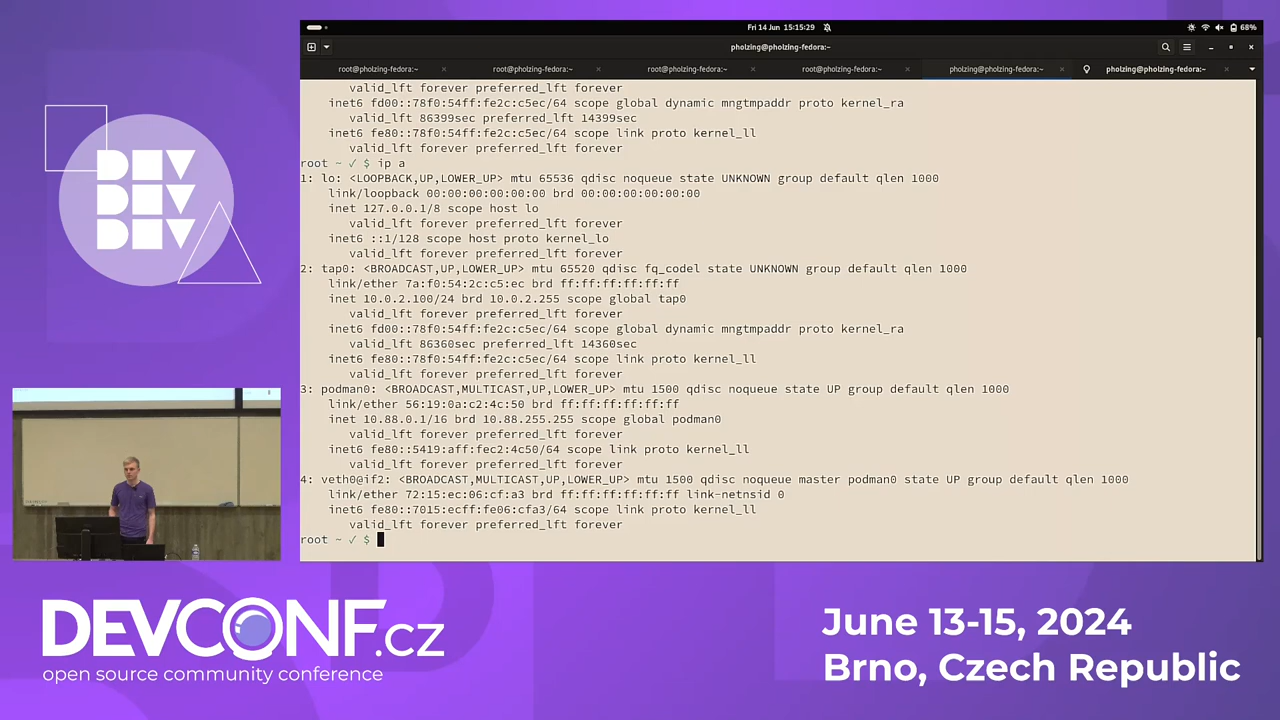 Fri 14 Jun 15:15:29
68%
pholzing@pholzing-fedora:~
root@pholzing-fedora:~
root@pholzing-fedora:~
root@pholzing-fedora:~
root@pholzing-fedora:~
pholzing@pholzing-fedora:~
pholzing@pholzing-fedora:~
valid_lft forever preferred_lft forever
inet6 fd00::78f0:54ff:fe2c:c5ec/64 scope global dynamic mngtmpaddr proto kernel_ra
valid_lft 86399sec preferred_lft 14399sec
inet6 fe80::78f0:54ff:fe2c:c5ec/64 scope link proto kernel_ll
valid_lft forever preferred_lft forever
root ~ ✓ $ ip a
1: lo: <LOOPBACK,UP,LOWER_UP> mtu 65536 qdisc noqueue state UNKNOWN group default qlen 1000
link/loopback 00:00:00:00:00:00 brd 00:00:00:00:00:00
inet 127.0.0.1/8 scope host lo
valid_lft forever preferred_lft forever
inet6 ::1/128 scope host proto kernel_lo
valid_lft forever preferred_lft forever
2: tap0: <BROADCAST,UP,LOWER_UP> mtu 65520 qdisc fq_codel state UNKNOWN group default qlen 1000
link/ether 7a:f0:54:2c:c5:ec brd ff:ff:ff:ff:ff:ff
inet 10.0.2.100/24 brd 10.0.2.255 scope global tap0
valid_lft forever preferred_lft forever
inet6 fd00::78f0:54ff:fe2c:c5ec/64 scope global dynamic mngtmpaddr proto kernel_ra
valid_lft 86360sec preferred_lft 14360sec
inet6 fe80::78f0:54ff:fe2c:c5ec/64 scope link proto kernel_ll
valid_lft forever preferred_lft forever
3: podman0: <BROADCAST,MULTICAST,UP,LOWER_UP> mtu 1500 qdisc noqueue state UP group default qlen 1000
link/ether 56:19:0a:c2:4c:50 brd ff:ff:ff:ff:ff:ff
inet 10.88.0.1/16 brd 10.88.255.255 scope global podman0
valid_lft forever preferred_lft forever
inet6 fe80::5419:aff:fec2:4c50/64 scope link proto kernel_ll
valid_lft forever preferred_lft forever
4: veth0@if2: <BROADCAST,MULTICAST,UP,LOWER_UP> mtu 1500 qdisc noqueue master podman0 state UP group default qlen 1000
link/ether 72:15:ec:06:cf:a3 brd ff:ff:ff:ff:ff:ff link-netnsid 0
inet6 fe80::7015:ecff:fe06:cfa3/64 scope link proto kernel_ll
valid_lft forever preferred_lft forever
root ~ ✓ $
DEV
DEV
DEV
DEVCONF.cz
open source community conference
June 13-15, 2024
Brno, Czech Republic